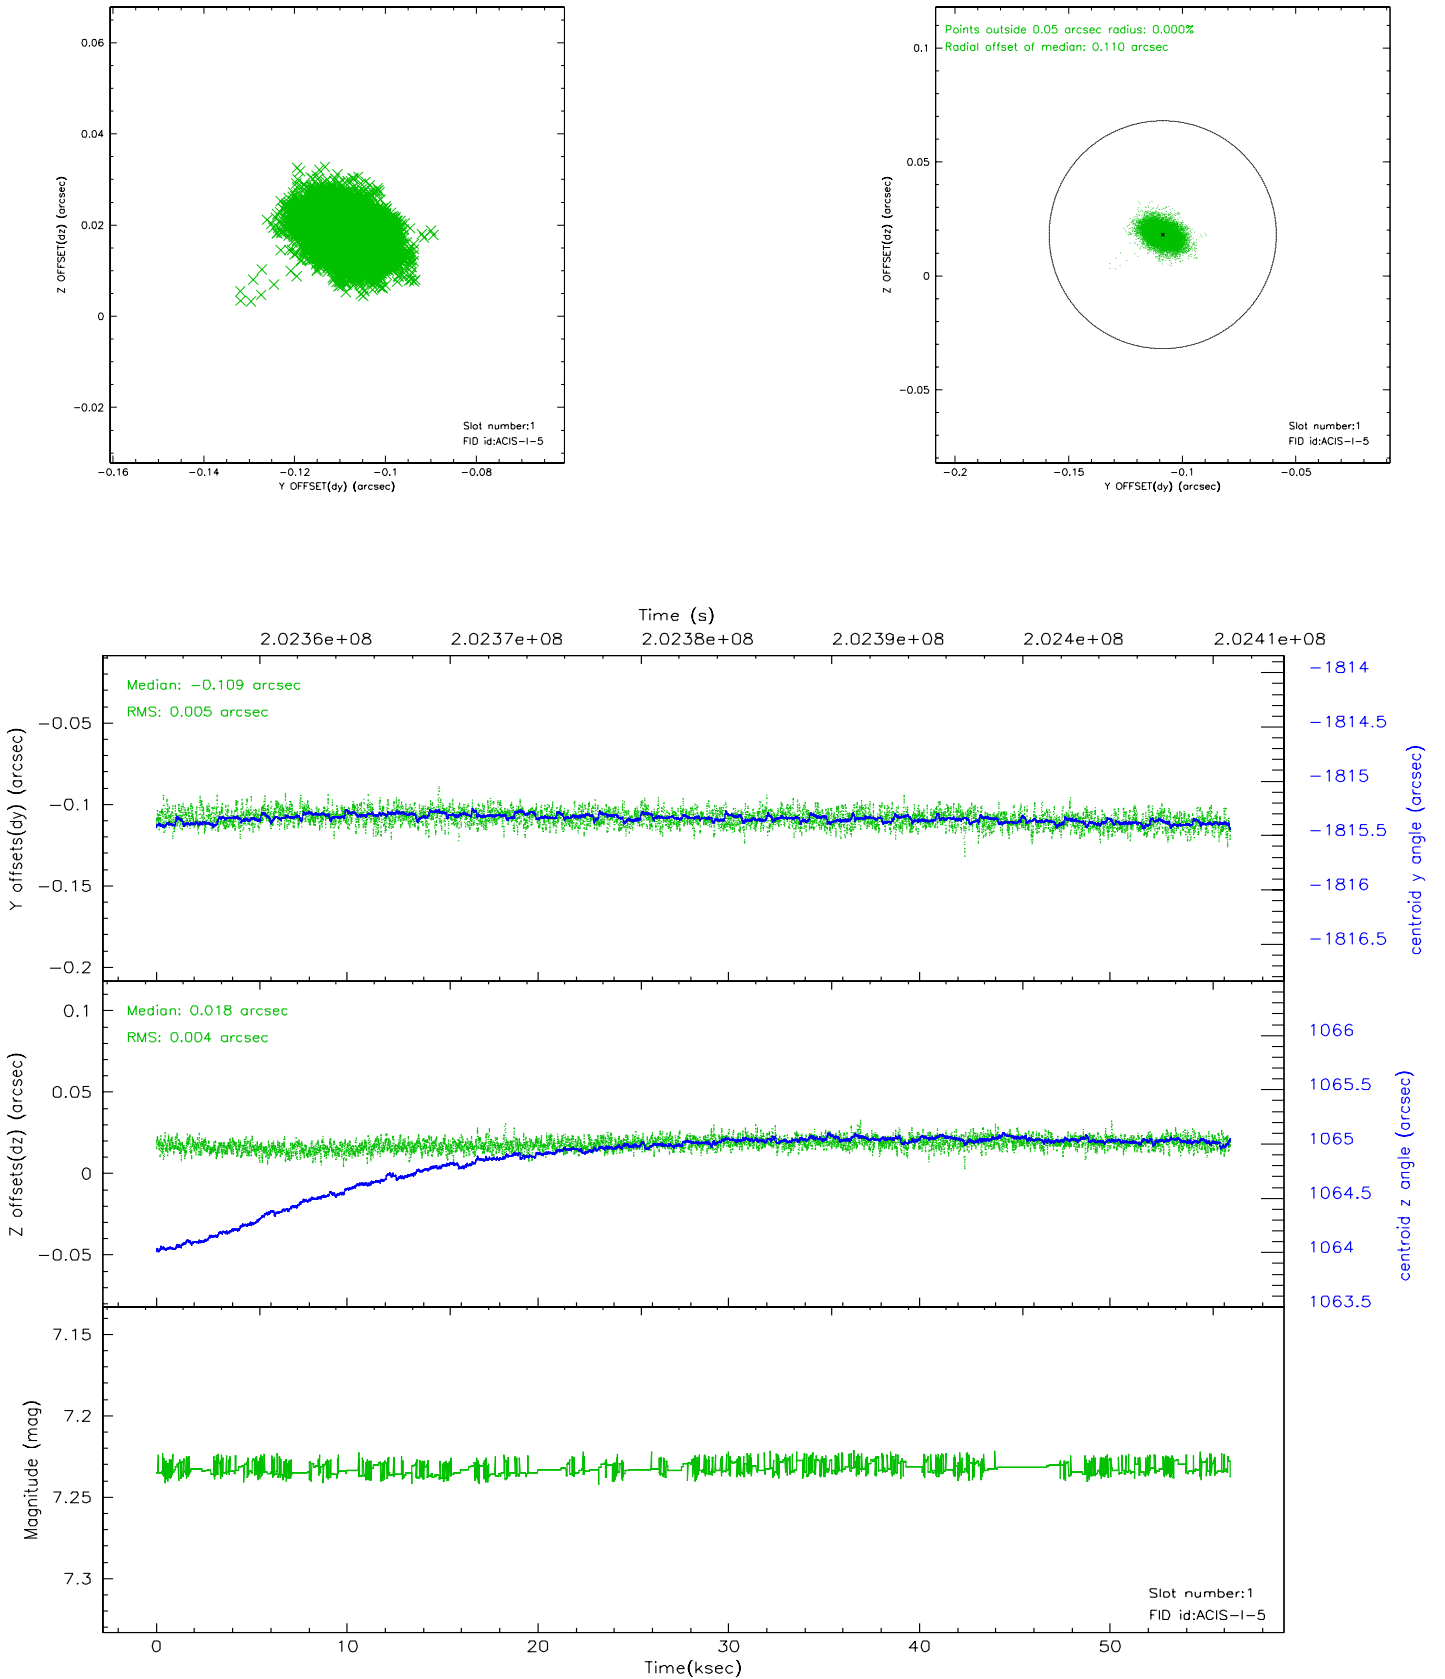 0.06
0.04
0.02
0
-0.02
Z OFFSET(dz) (arcsec)
-0.16 -0.14 -0.12 -0.1 -0.08
Y OFFSET(dy) (arcsec)
Slot number:1
FID id:ACIS-I-5
Points outside 0.05 arcsec radius: 0.000%
Radial offset of median: 0.110 arcsec
0.1
0.05
0
-0.05
Z OFFSET(dz) (arcsec)
-0.2 -0.15 -0.1 -0.05
Y OFFSET(dy) (arcsec)
Slot number:1
FID id:ACIS-I-5
Time (s)
2.0236e+08 2.0237e+08 2.0238e+08 2.0239e+08 2.024e+08 2.0241e+08
Median: -0.109 arcsec
RMS: 0.005 arcsec
-0.05
-0.1
-0.15
-0.2
Y offsets(dy) (arcsec)
-1814
-1814.5
-1815
-1815.5
-1816
-1816.5
centroid y angle (arcsec)
Median: 0.018 arcsec
RMS: 0.004 arcsec
0.1
0.05
0
-0.05
Z offsets(dz) (arcsec)
1066
1065.5
1065
1064.5
1064
1063.5
centroid z angle (arcsec)
7.15
7.2
7.25
7.3
Magnitude (mag)
Slot number:1
FID id:ACIS-I-5
0 10 20 30 40 50
Time(ksec)